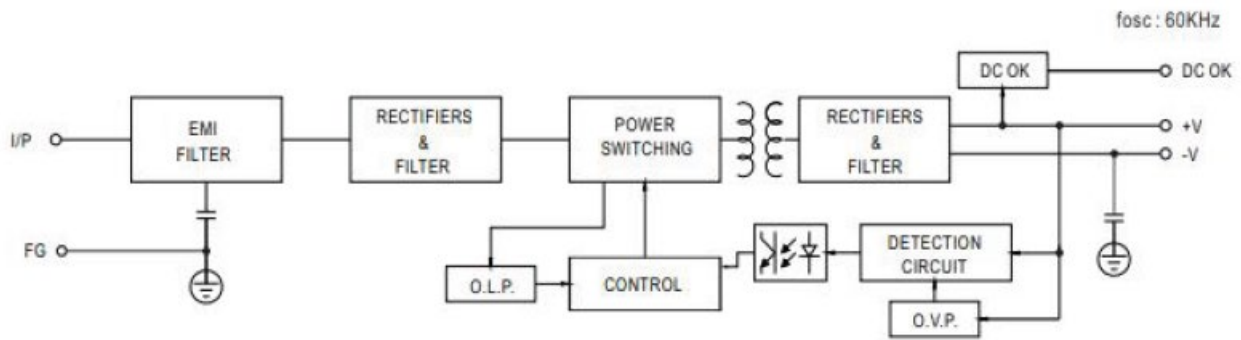 fosc : 60KHz
DC OK
DC OK
I/P
EMI
FILTER
RECTIFIERS
&
FILTER
POWER
SWITCHING
RECTIFIERS
&
FILTER
+V
-V
FG
O.L.P.
CONTROL
DETECTION
CIRCUIT
O.V.P.